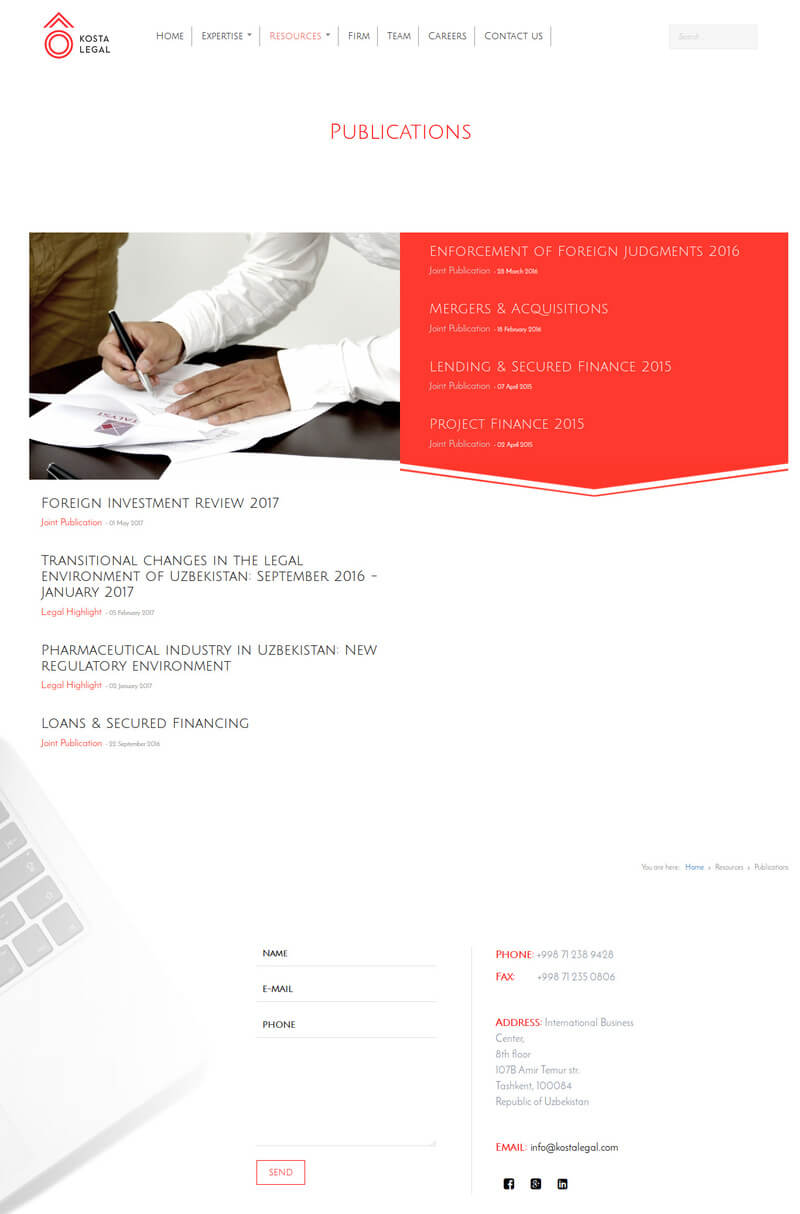 KOSTA
LEGAL
Home
Expertise
Resources
Firm
Team
Careers
Contact us
Search ...
Publications
TALYST
Enforcement of Foreign Judgments 2016
Joint Publication - 28 March 2016
Mergers & Acquisitions
Joint Publication - 18 February 2016
Lending & Secured Finance 2015
Joint Publication - 07 April 2015
Project Finance 2015
Joint Publication - 02 April 2015
Foreign Investment Review 2017
Joint Publication - 01 May 2017
Transitional changes in the legal
environment of Uzbekistan: September 2016 -
January 2017
Legal Highlight - 05 February 2017
Pharmaceutical industry in Uzbekistan: New
regulatory environment
Legal Highlight - 02 January 2017
Loans & Secured Financing
Joint Publication - 22 September 2016
You are here: Home › Resources › Publications
NAME
E-MAIL
PHONE
SEND
PHONE: +998 71 238 9428
FAX: +998 71 235 0806
ADDRESS: International Business
Center,
8th floor
107B Amir Temur str.
Tashkent, 100084
Republic of Uzbekistan
EMAIL: info@kostalegal.com